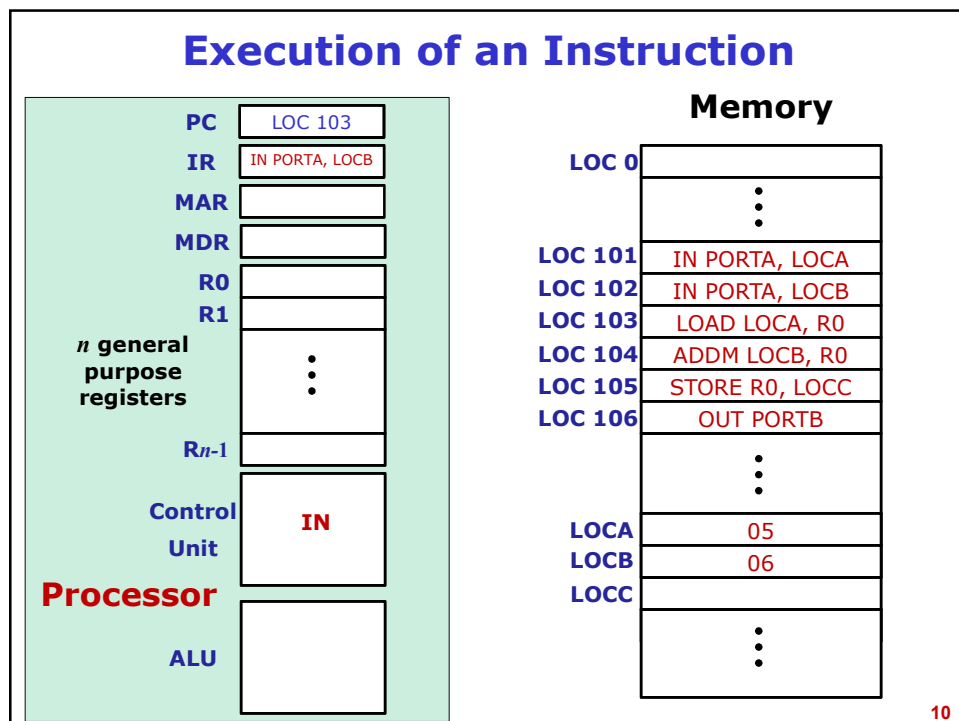 Execution of an Instruction
PC
LOC 103
IR
IN PORTA, LOCB
MAR
MDR
R0
R1
n general
purpose
registers
Rn-1
Control
Unit
IN
Processor
ALU
Memory
LOC 0
LOC 101
IN PORTA, LOCA
LOC 102
IN PORTA, LOCB
LOC 103
LOAD LOCA, R0
LOC 104
ADDM LOCB, R0
LOC 105
STORE R0, LOCC
LOC 106
OUT PORTB
LOCA
05
LOCB
06
LOCC
10